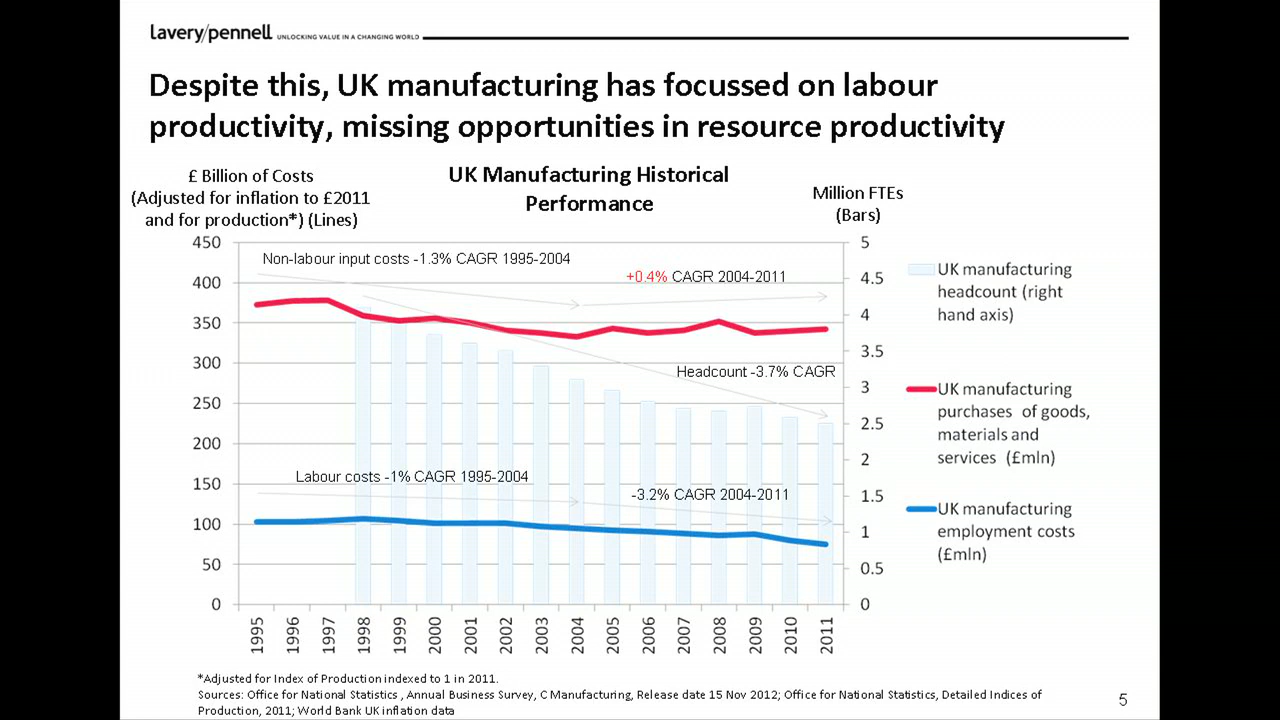 lavery/pennell UNLOCKING VALUE IN A CHANGING WORLD
Despite this, UK manufacturing has focussed on labour
productivity, missing opportunities in resource productivity
£ Billion of Costs
(Adjusted for inflation to £2011
and for production*) (Lines)
UK Manufacturing Historical
Performance
Million FTEs
(Bars)
450
400
350
300
250
200
150
100
50
0
Non-labour input costs -1.3% CAGR 1995-2004
+0.4% CAGR 2004-2011
Headcount -3.7% CAGR
Labour costs -1% CAGR 1995-2004
-3.2% CAGR 2004-2011
5
4.5
4
3.5
3
2.5
2
1.5
1
0.5
0
UK manufacturing
headcount (right
hand axis)
UK manufacturing
purchases of goods,
materials and
services (£mln)
UK manufacturing
employment costs
(£mln)
1995
1996
1997
1998
1999
2000
2001
2002
2003
2004
2005
2006
2007
2008
2009
2010
2011
*Adjusted for Index of Production indexed to 1 in 2011.
Sources: Office for National Statistics , Annual Business Survey, C Manufacturing, Release date 15 Nov 2012; Office for National Statistics, Detailed Indices of
Production, 2011; World Bank UK inflation data
5